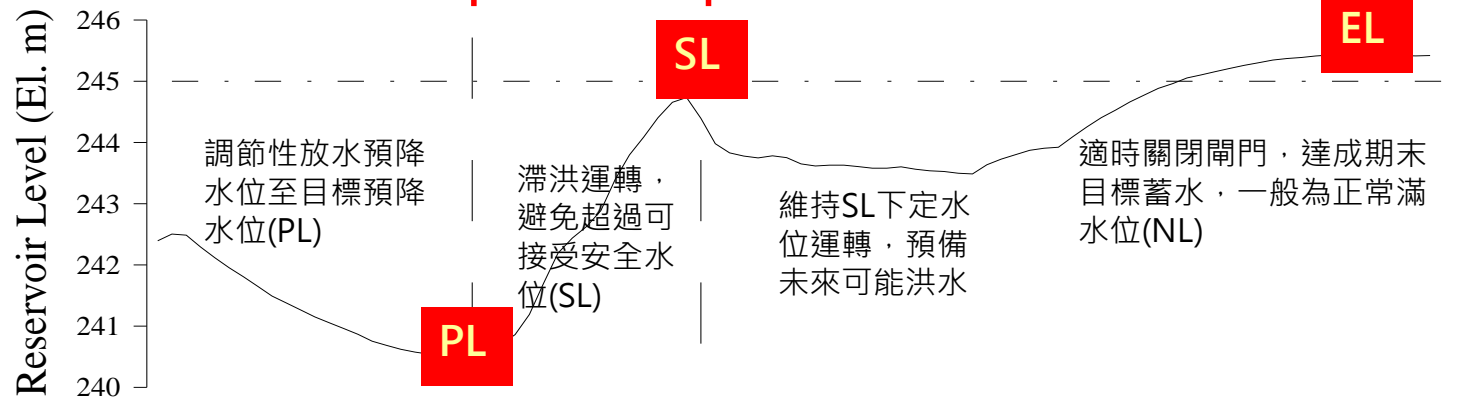 Reservoir Level (El. m)
246
245
244
243
242
241
240
調節性放水預降
水位至目標預降
水位(PL)
PL
滯洪運轉，
避免超過可
接受安全水
位(SL)
SL
維持SL下定水
位運轉，預備
未來可能洪水
適時關閉閘門，達成期末
目標蓄水，一般為正常滿
水位(NL)
EL